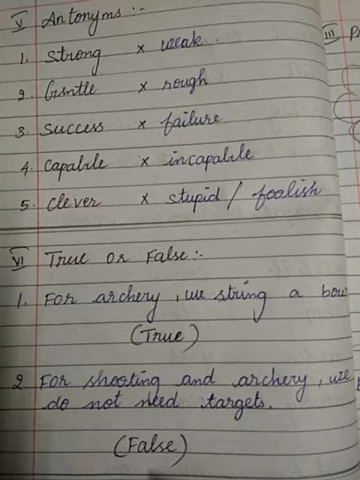 V Antonyms :-
1. Strong × weak
2. Gentle × rough
3. Success × failure
4. Capable × incapable
5. Clever × stupid / foolish
VI True or False :-
1. For archery, we string a bow
(True)
2 For shooting and archery, we
do not need targets.
(False)
III